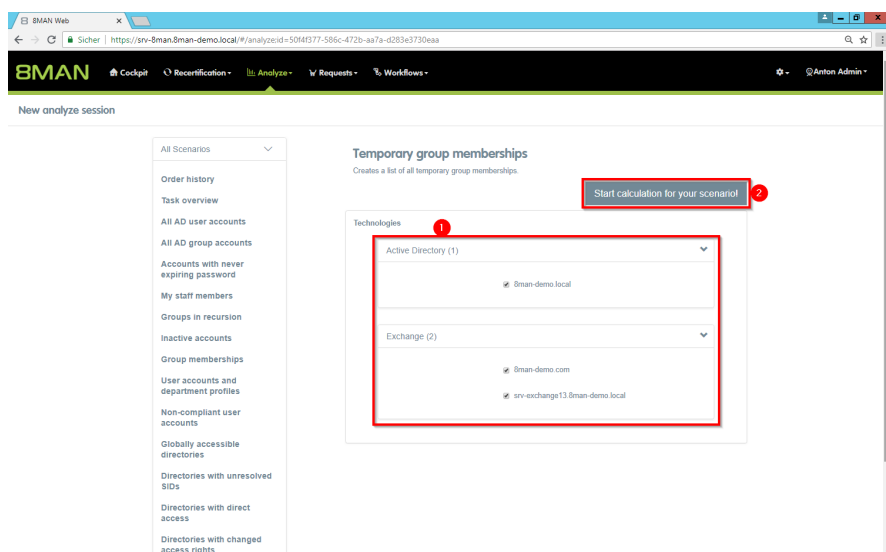 8MAN Web
Sicher https://srv-8man.8man-demo.local/#/analyze:id=50f4f377-586c-472b-aa7a-d283e3730eaa
8MAN Cockpit Recertification Analyze Requests Workflows Anton Admin
New analyze session
All Scenarios
Order history
Task overview
All AD user accounts
All AD group accounts
Accounts with never
expiring password
My staff members
Groups in recursion
Inactive accounts
Group memberships
User accounts and
department profiles
Non-compliant user
accounts
Globally accessible
directories
Directories with unresolved
SIDs
Directories with direct
access
Directories with changed
access rights
Temporary group memberships
Creates a list of all temporary group memberships.
Start calculation for your scenario!
2
Technologies
1
Active Directory (1)
8man-demo.local
Exchange (2)
8man-demo.com
srv-exchange13.8man-demo.local